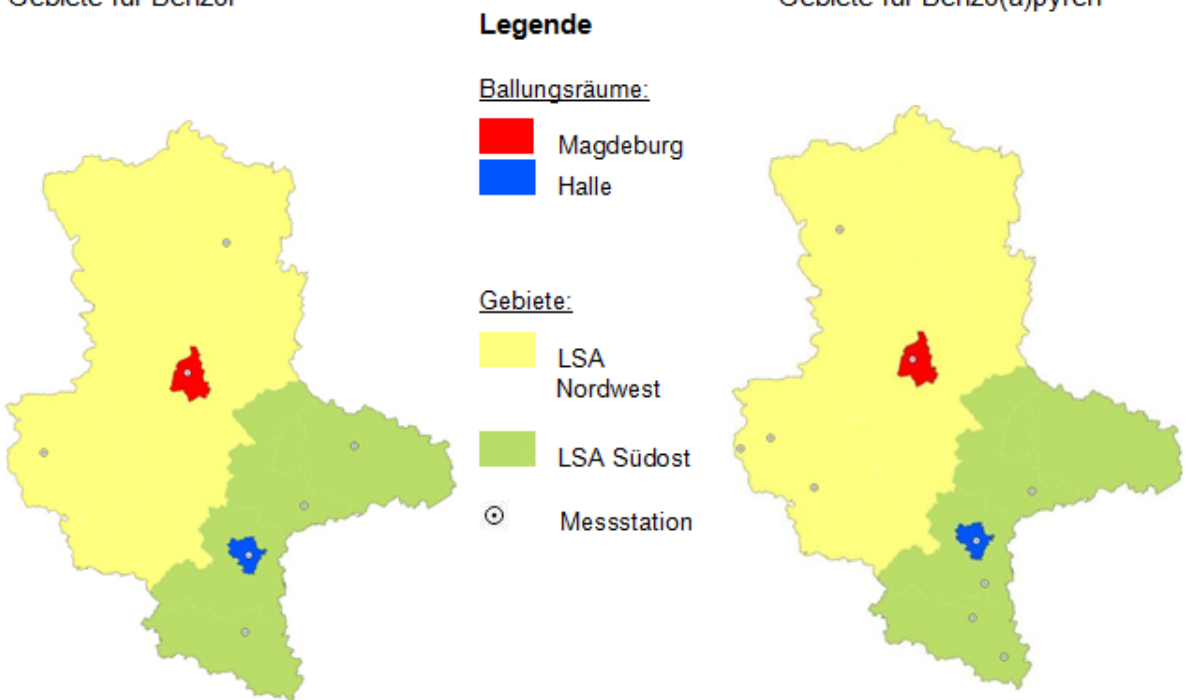 Gebiete für Benzol
Gebiete für Benzo(a)pyren
Legende
Ballungsräume:
Magdeburg
Halle
Gebiete:
LSA
Nordwest
LSA Südost
Messstation